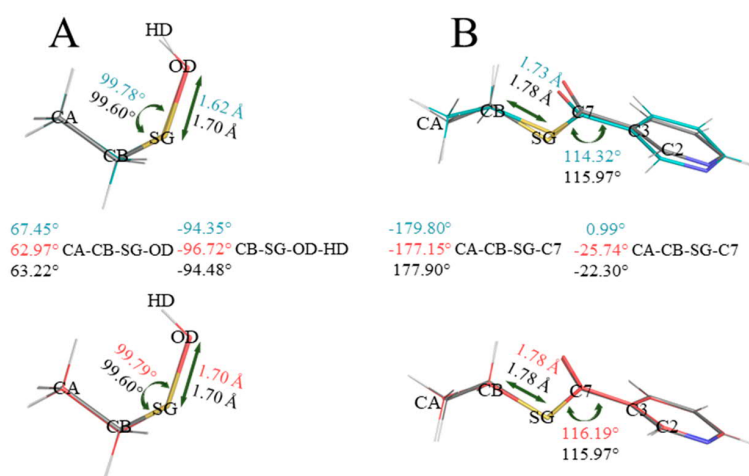 A
HD
OD
99.78°
99.60°
1.62 Å
1.70 Å
CA
SG
CB
B
1.73 Å
1.78 Å
CA
CB
C7
SG
C3
C2
114.32°
115.97°
67.45° -94.35°
62.97° CA-CB-SG-OD -96.72° CB-SG-OD-HD
63.22° -94.48°
-179.80° 0.99°
-177.15° CA-CB-SG-C7 -25.74° CA-CB-SG-C7
177.90° -22.30°
HD
OD
99.79°
99.60°
1.70 Å
1.70 Å
CA
SG
CB
1.78 Å
1.78 Å
CA
CB
C7
SG
C3
C2
116.19°
115.97°